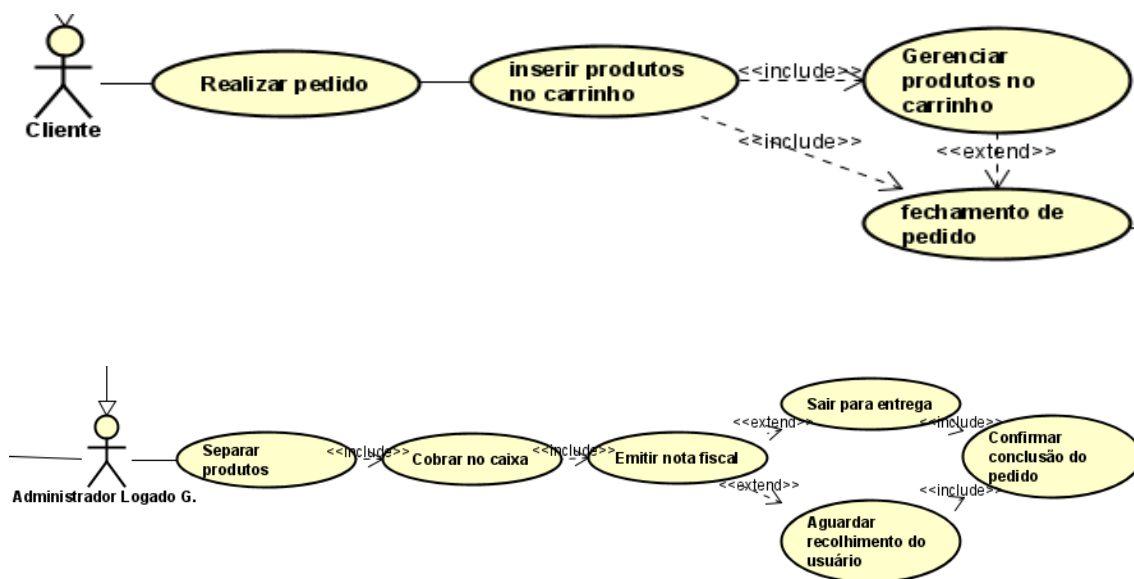 Cliente
Realizar pedido
inserir produtos
no carrinho
<<include>>
Gerenciar
produtos no
carrinho
<<include>>
<<extend>>
fechamento de
pedido
Administrador Logado G.
Separar
produtos
<<include>>
Cobrar no caixa
<<include>>
Emitir nota fiscal
<<extend>>
Sair para entrega
<<include>>
<<extend>>
Aguardar
recolhimento do
usuário
<<include>>
Confirmar
conclusão do
pedido